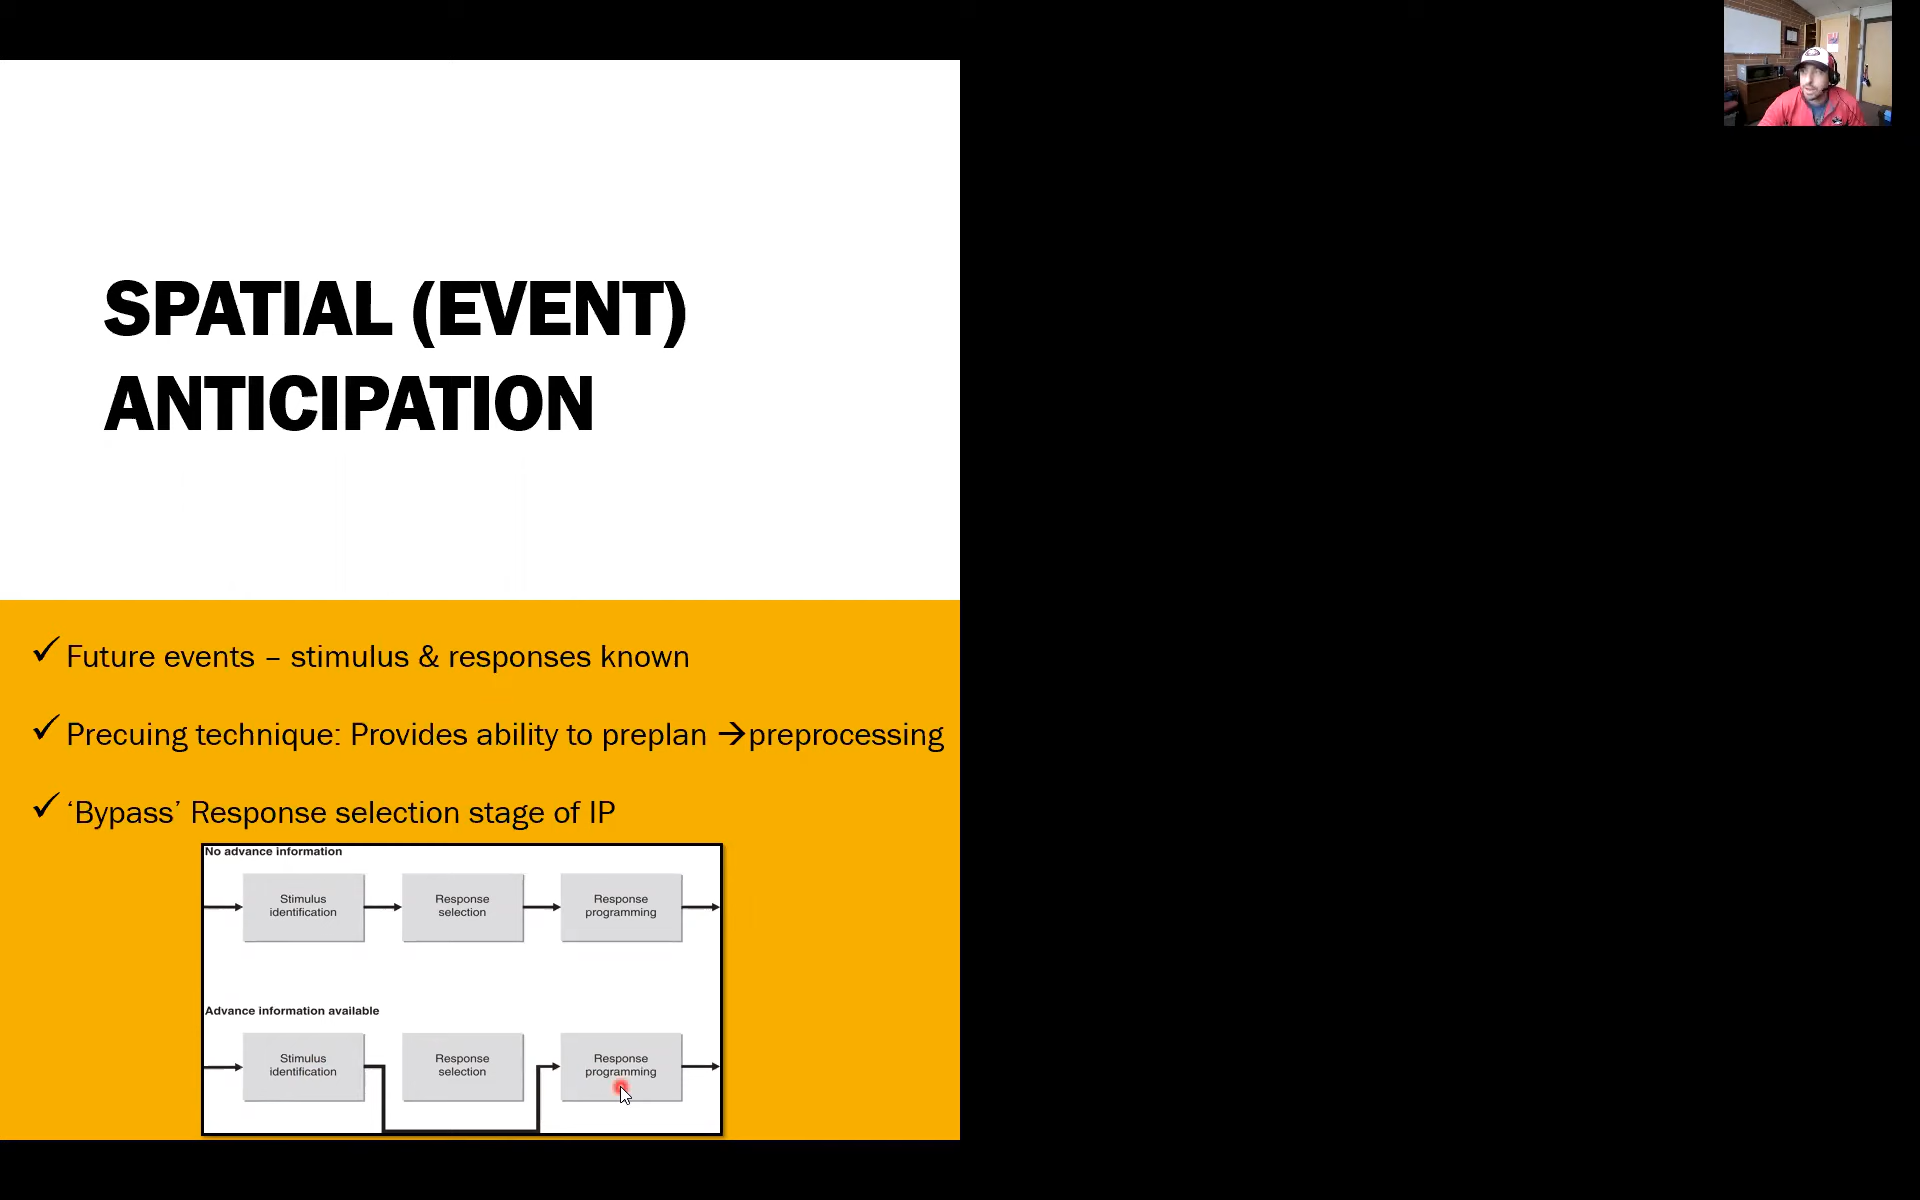 SPATIAL (EVENT)
ANTICIPATION
✓ Future events – stimulus & responses known
✓ Precuing technique: Provides ability to preplan →preprocessing
✓ ‘Bypass’ Response selection stage of IP
No advance information
Stimulus
identification
Response
selection
Response
programming
Advance information available
Stimulus
identification
Response
selection
Response
programming